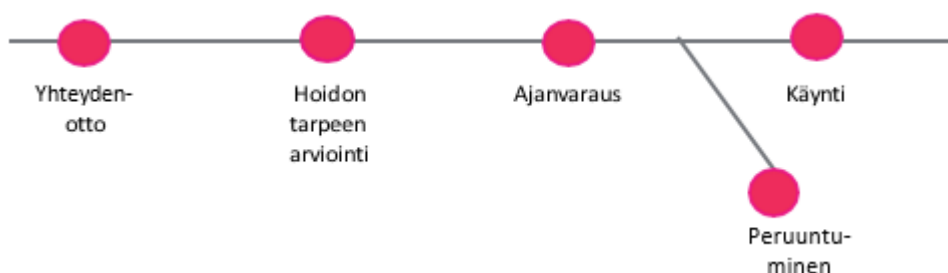 Yhteyden-
otto
Hoidon
tarpeen
arviointi
Ajanvaraus
Käynti
Peruuntu-
minen